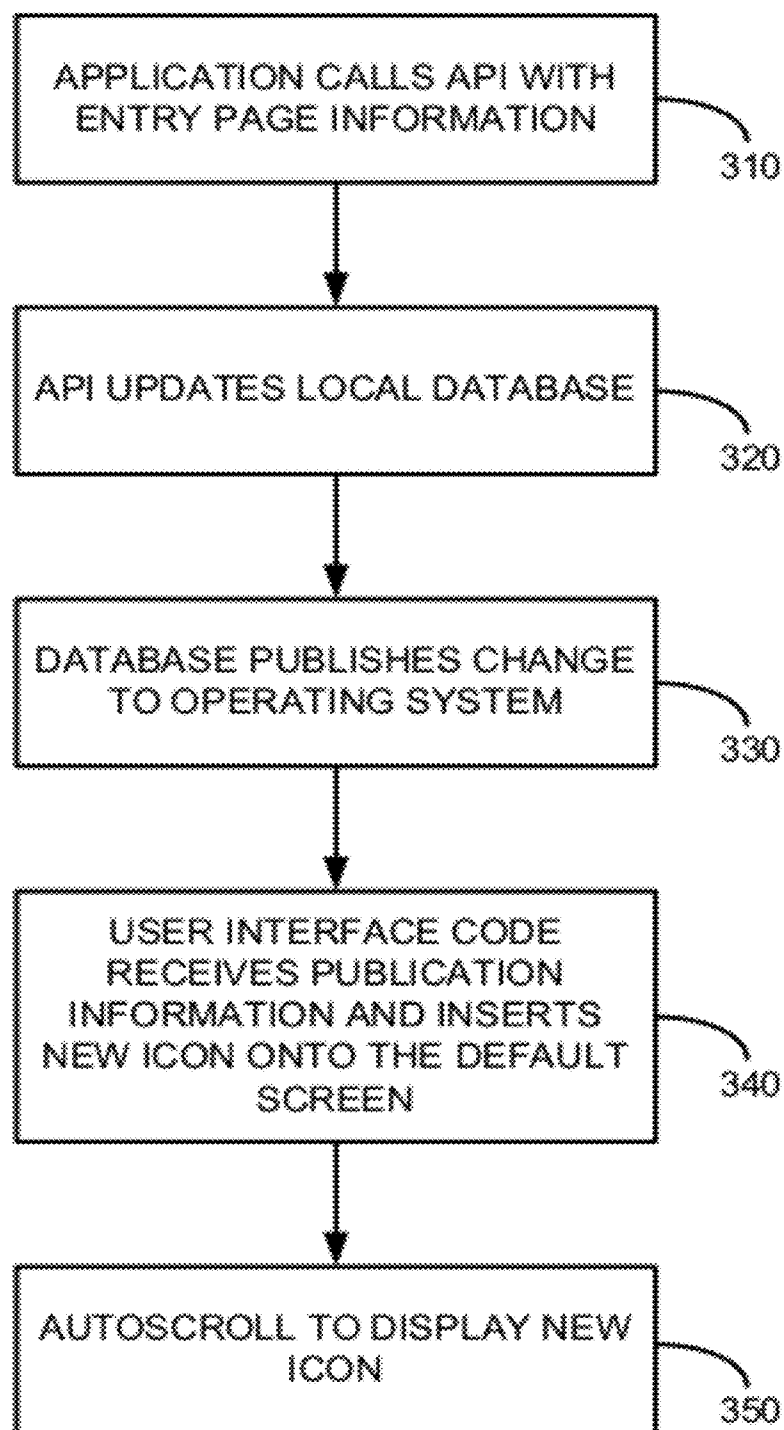 APPLICATION CALLS API WITH
ENTRY PAGE INFORMATION
310
API UPDATES LOCAL DATABASE
320
DATABASE PUBLISHES CHANGE
TO OPERATING SYSTEM
330
USER INTERFACE CODE
RECEIVES PUBLICATION
INFORMATION AND INSERTS
NEW ICON ONTO THE DEFAULT
SCREEN
340
AUTOSCROLL TO DISPLAY NEW
ICON
350